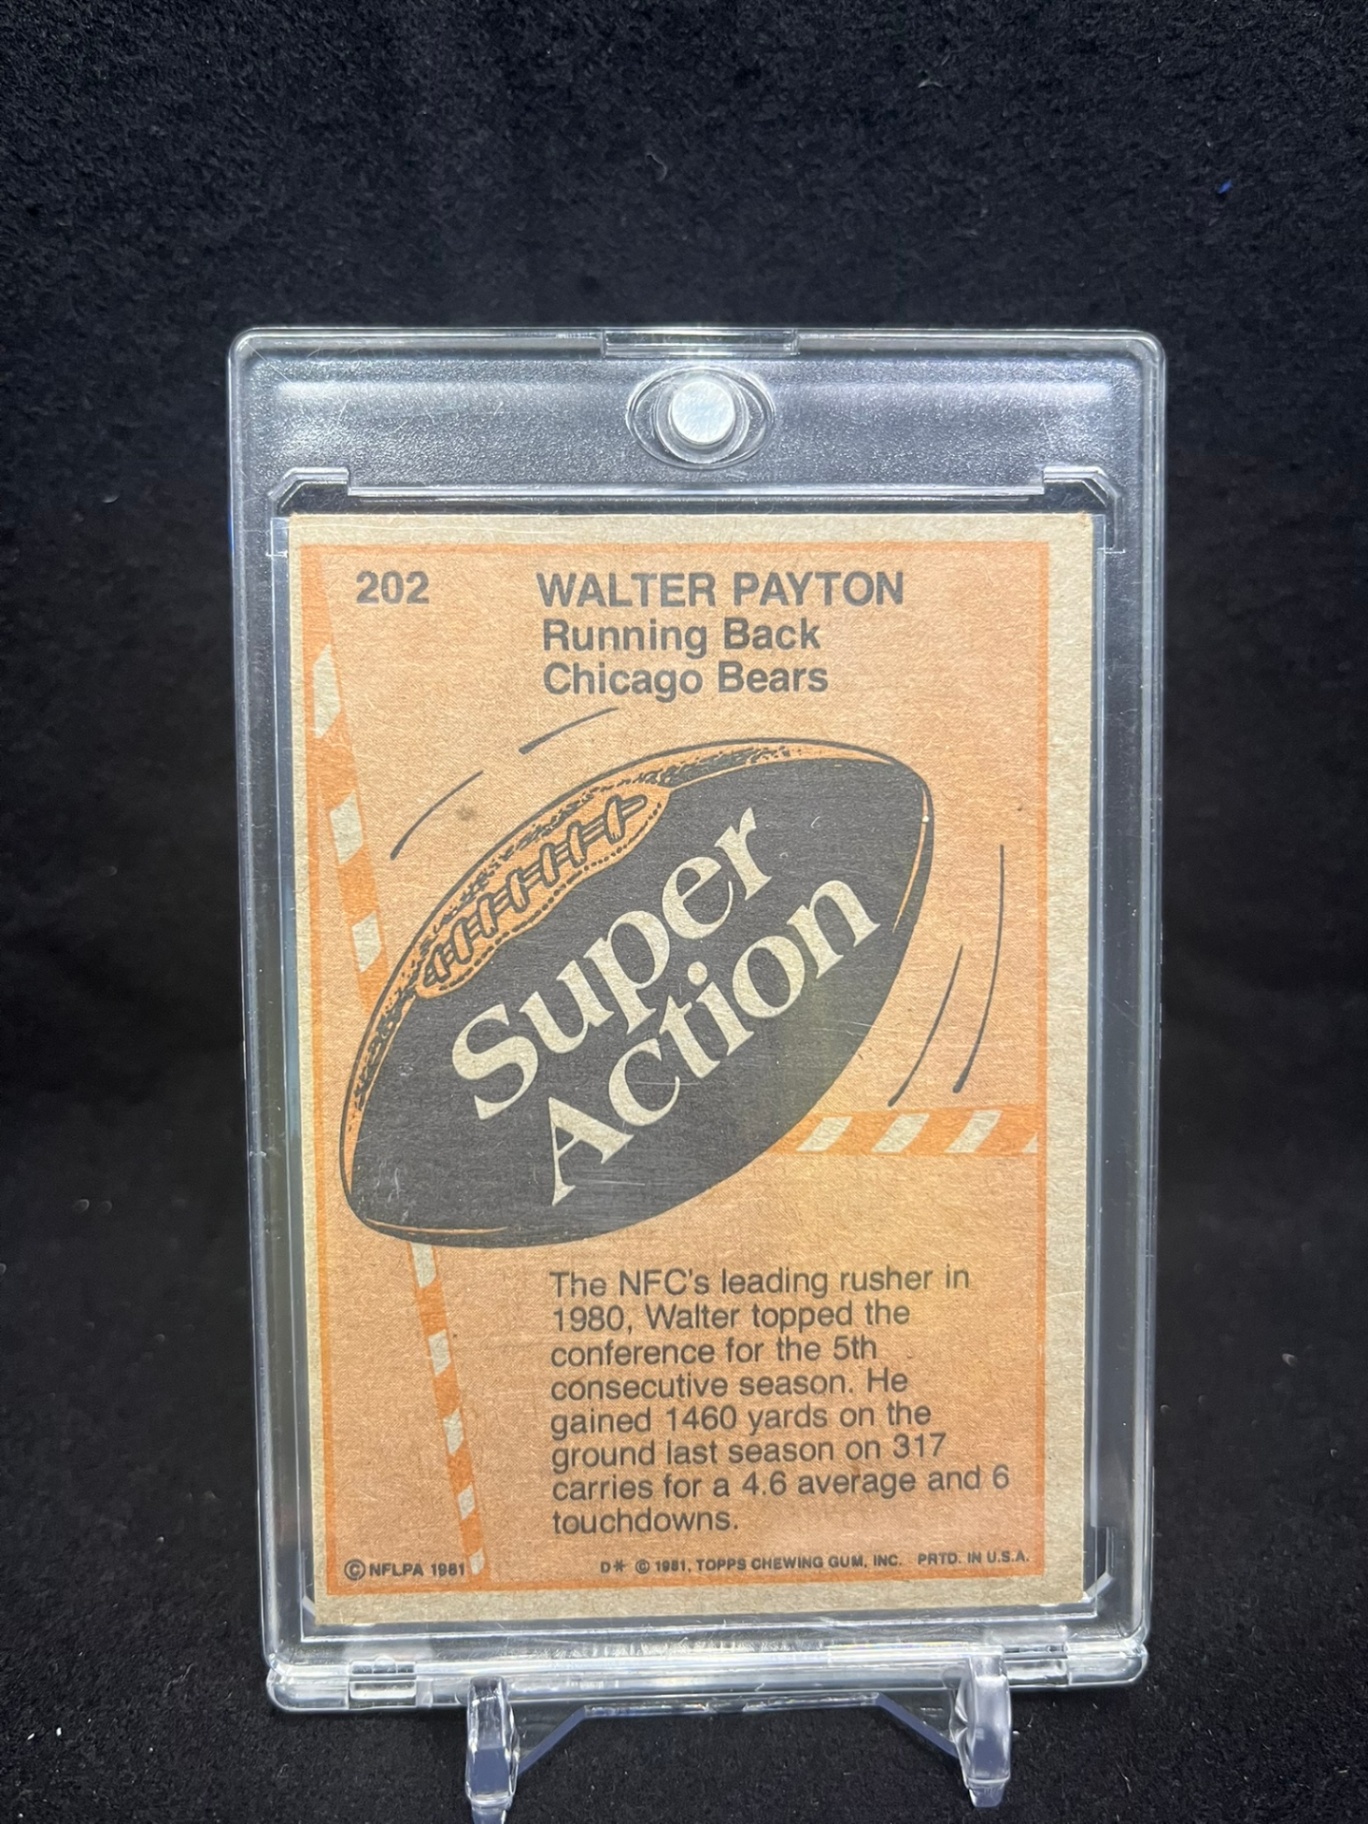 202
WALTER PAYTON
Running Back
Chicago Bears
Super
Action
The NFC's leading rusher in
1980, Walter topped the
conference for the 5th
consecutive season. He
gained 1460 yards on the
ground last season on 317
carries for a 4.6 average and 6
touchdowns.
© NFLPA 1981
D* © 1981, TOPPS CHEWING GUM, INC. PRTD. IN U.S.A.